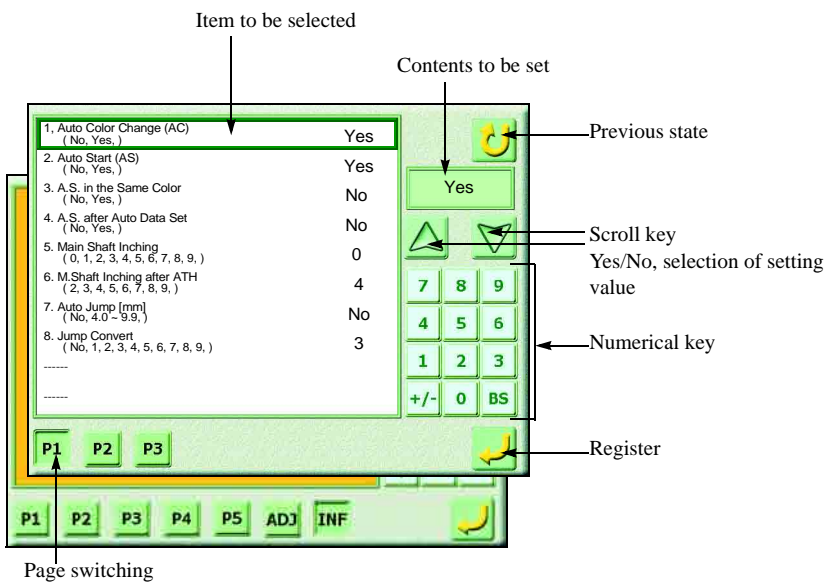 Item to be selected
Contents to be set
1, Auto Color Change (AC)
( No, Yes, )
Yes
2. Auto Start (AS)
( No, Yes, )
Yes
3. A.S. in the Same Color
( No, Yes, )
No
4. A.S. after Auto Data Set
( No, Yes, )
No
5. Main Shaft Inching
( 0, 1, 2, 3, 4, 5, 6, 7, 8, 9, )
0
6. M.Shaft Inching after ATH
( 2, 3, 4, 5, 6, 7, 8, 9, )
4
7. Auto Jump [mm]
( No, 4.0 ~ 9.9, )
No
8. Jump Convert
( No, 1, 2, 3, 4, 5, 6, 7, 8, 9, )
3
------
------
Yes
Previous state
Scroll key
Yes/No, selection of setting
value
7 8 9
4 5 6
1 2 3
+/- 0 BS
Numerical key
P1 P2 P3
Register
P1 P2 P3 P4 P5 ADJ INF
Page switching